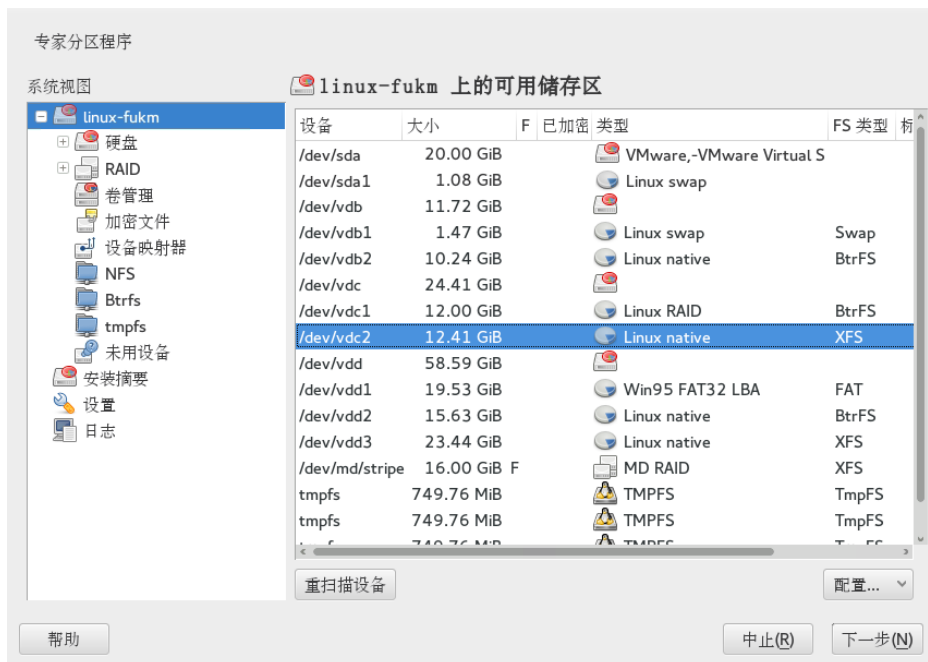 专家分区程序
系统视图
linux-fukm
硬盘
RAID
卷管理
加密文件
设备映射器
NFS
Btrfs
tmpfs
未用设备
安装摘要
设置
日志
linux-fukm 上的可用储存区
设备 大小 F 已加密 类型 FS 类型 标
/dev/sda 20.00 GiB VMware,-VMware Virtual S
/dev/sda1 1.08 GiB Linux swap
/dev/vdb 11.72 GiB
/dev/vdb1 1.47 GiB Linux swap Swap
/dev/vdb2 10.24 GiB Linux native BtrFS
/dev/vdc 24.41 GiB
/dev/vdc1 12.00 GiB Linux RAID BtrFS
/dev/vdc2 12.41 GiB Linux native XFS
/dev/vdd 58.59 GiB
/dev/vdd1 19.53 GiB Win95 FAT32 LBA FAT
/dev/vdd2 15.63 GiB Linux native BtrFS
/dev/vdd3 23.44 GiB Linux native XFS
/dev/md/stripe 16.00 GiB F MD RAID XFS
tmpfs 749.76 MiB TMPFS TmpFS
tmpfs 749.76 MiB TMPFS TmpFS
重扫描设备
配置...
帮助
中止(R)
下一步(N)